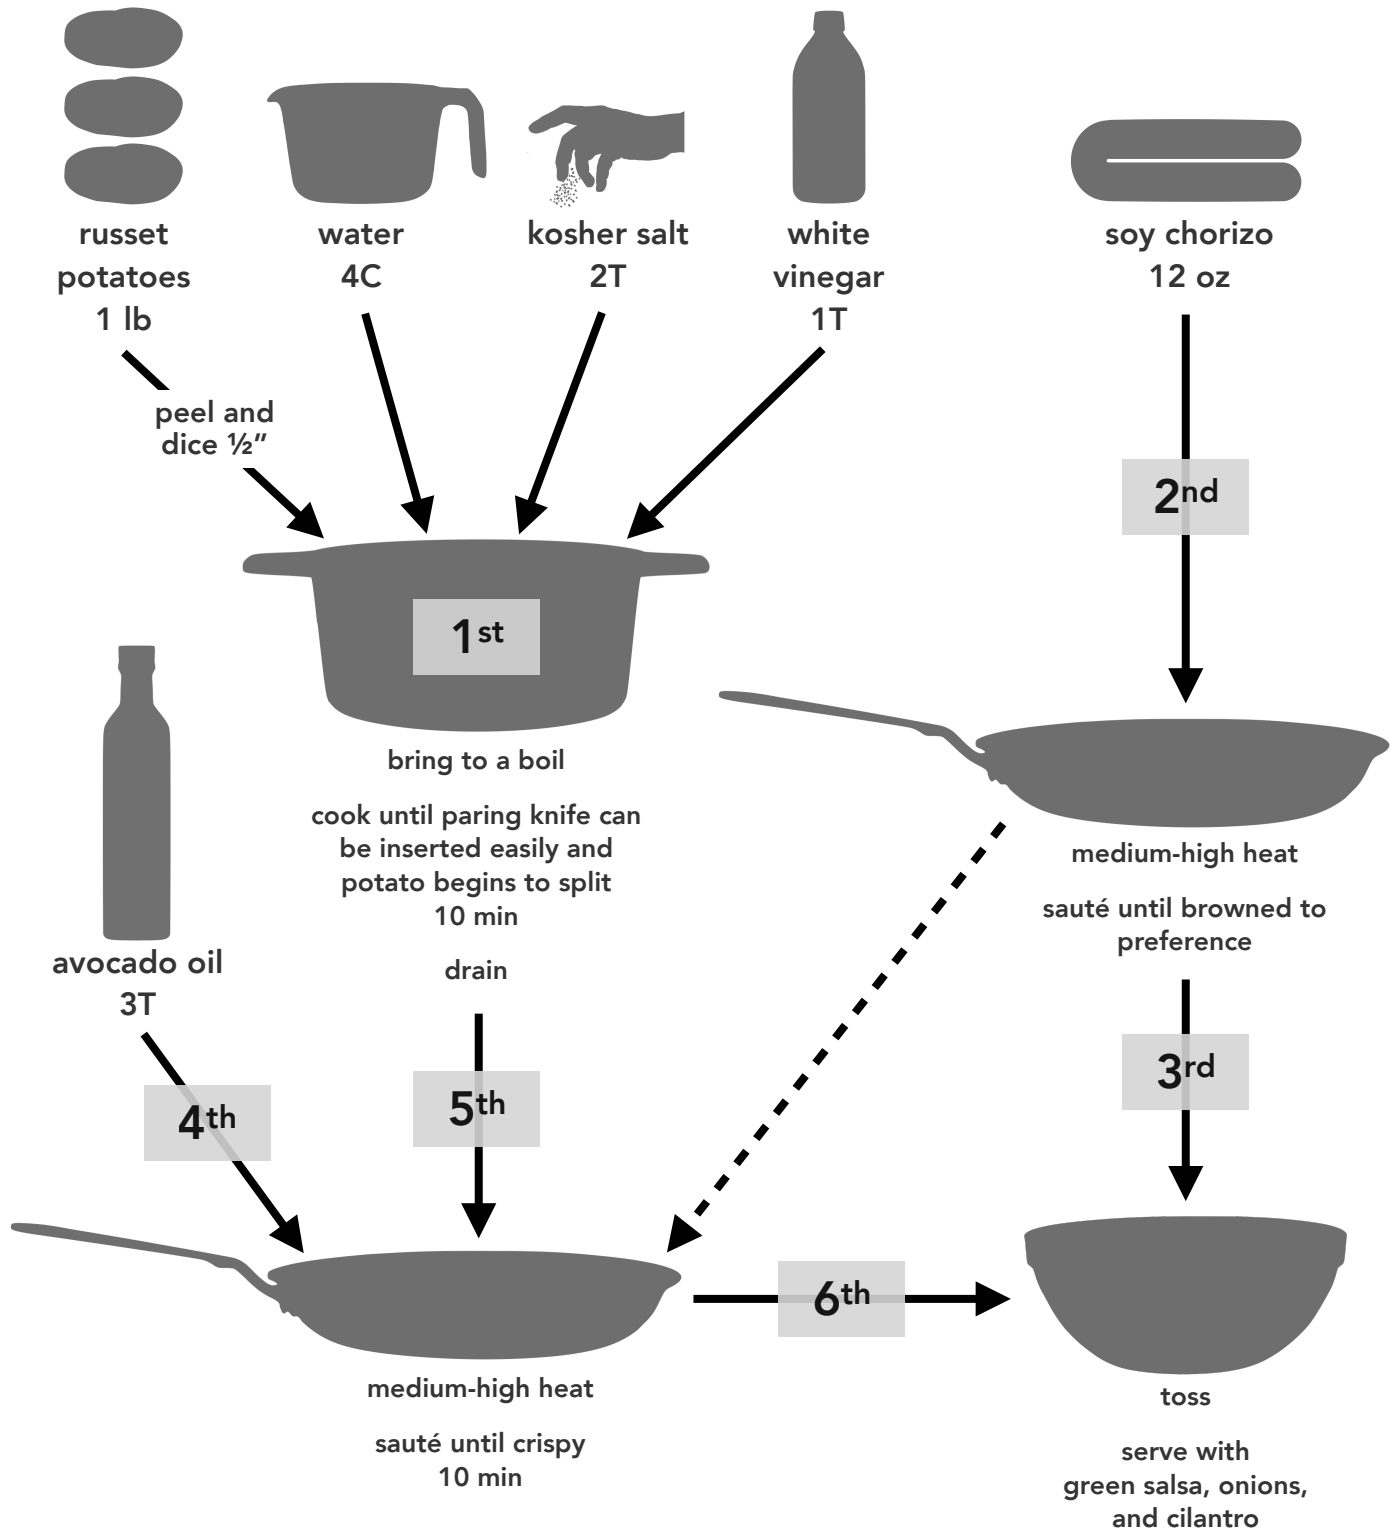 russet
potatoes
1 lb
water
4C
kosher salt
2T
white
vinegar
1T
soy chorizo
12 oz
peel and
dice ½”
2nd
1st
bring to a boil
cook until paring knife can
be inserted easily and
potato begins to split
10 min
drain
medium-high heat
sauté until browned to
preference
avocado oil
3T
3rd
4th
5th
6th
medium-high heat
sauté until crispy
10 min
toss
serve with
green salsa, onions,
and cilantro